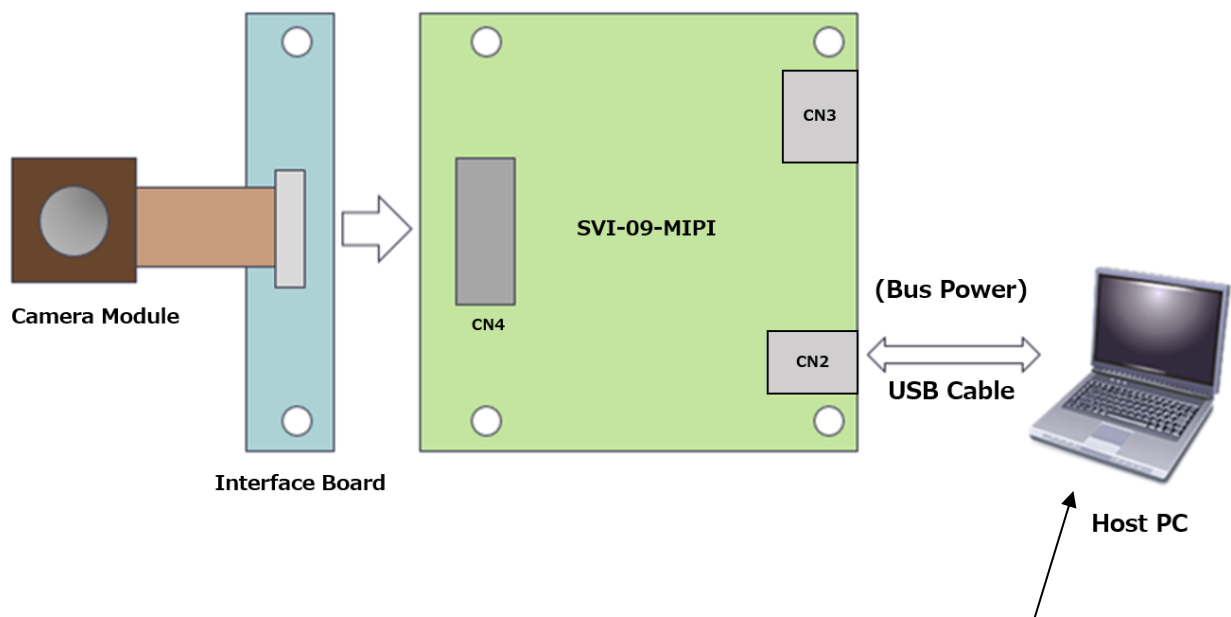 CN3
SVI-09-MIPI
(Bus Power)
Camera Module
CN4
CN2
USB Cable
Interface Board
Host PC